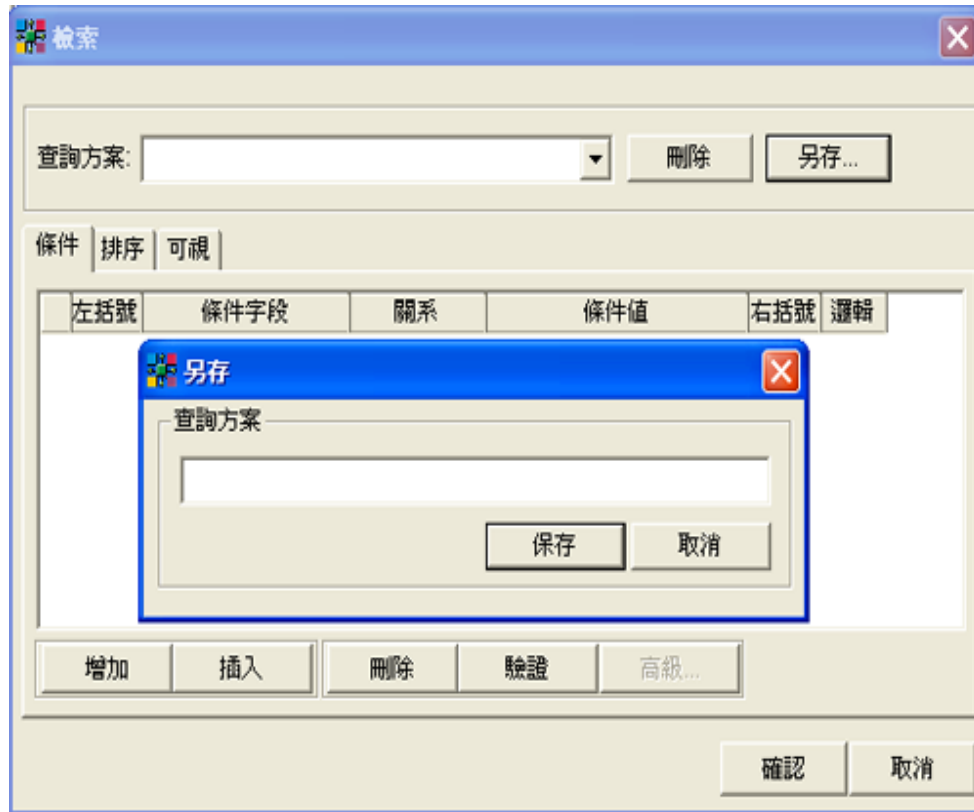 檢索
查詢方案: 刪除 另存...
條件 排序 可視
左括號 條件字段 關系 條件值 右括號 邏輯
另存
查詢方案
保存 取消
增加 插入 刪除 驗證 高級...
確認 取消